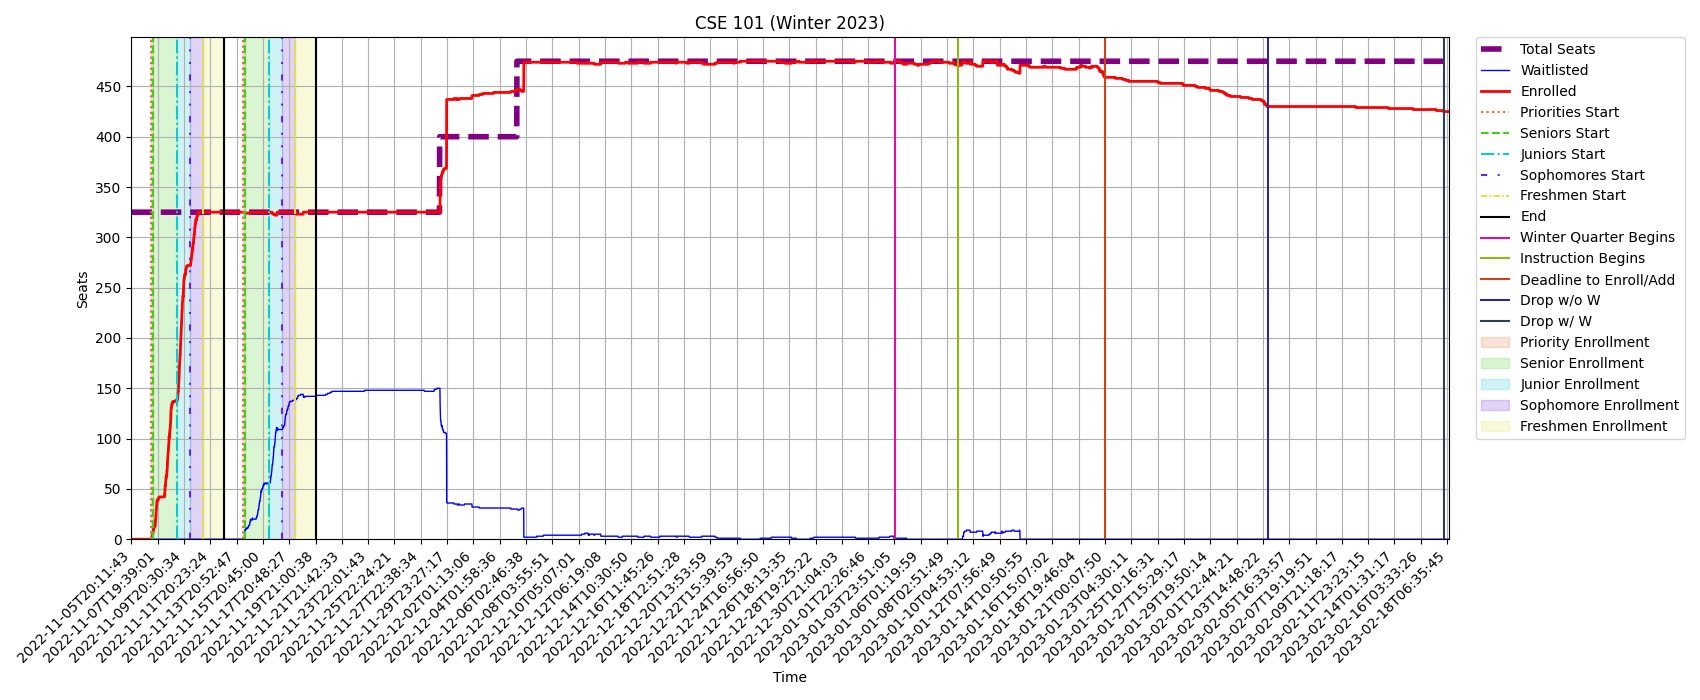 CSE 101 (Winter 2023)
Seats
450
400
350
300
250
200
150
100
50
0
2022-11-05T20:11:43
2022-11-07T19:39:01
2022-11-09T20:30:34
2022-11-11T20:23:24
2022-11-13T20:52:47
2022-11-15T20:45:00
2022-11-17T20:48:27
2022-11-19T21:00:38
2022-11-21T21:42:33
2022-11-23T22:01:43
2022-11-25T22:24:21
2022-11-27T22:38:34
2022-11-29T23:27:17
2022-12-02T01:13:06
2022-12-04T01:58:36
2022-12-06T02:46:38
2022-12-08T03:55:51
2022-12-10T05:07:01
2022-12-12T06:19:08
2022-12-14T10:30:50
2022-12-16T11:45:26
2022-12-18T12:51:28
2022-12-20T13:53:59
2022-12-22T15:39:53
2022-12-24T16:56:50
2022-12-26T18:13:35
2022-12-28T19:25:22
2022-12-30T21:04:03
2023-01-01T22:26:46
2023-01-03T23:51:05
2023-01-06T01:19:59
2023-01-08T02:51:49
2023-01-10T04:53:12
2023-01-12T07:56:49
2023-01-14T10:50:55
2023-01-16T15:07:02
2023-01-18T19:46:04
2023-01-21T00:07:50
2023-01-23T04:30:11
2023-01-25T10:16:31
2023-01-27T15:29:17
2023-01-29T19:50:14
2023-02-01T12:44:21
2023-02-03T14:48:22
2023-02-05T16:33:57
2023-02-07T19:19:51
2023-02-09T21:18:17
2023-02-11T23:23:15
2023-02-14T01:31:17
2023-02-16T03:33:26
2023-02-18T06:35:45
Time
Total Seats
Waitlisted
Enrolled
Priorities Start
Seniors Start
Juniors Start
Sophomores Start
Freshmen Start
End
Winter Quarter Begins
Instruction Begins
Deadline to Enroll/Add
Drop w/o W
Drop w/ W
Priority Enrollment
Senior Enrollment
Junior Enrollment
Sophomore Enrollment
Freshmen Enrollment